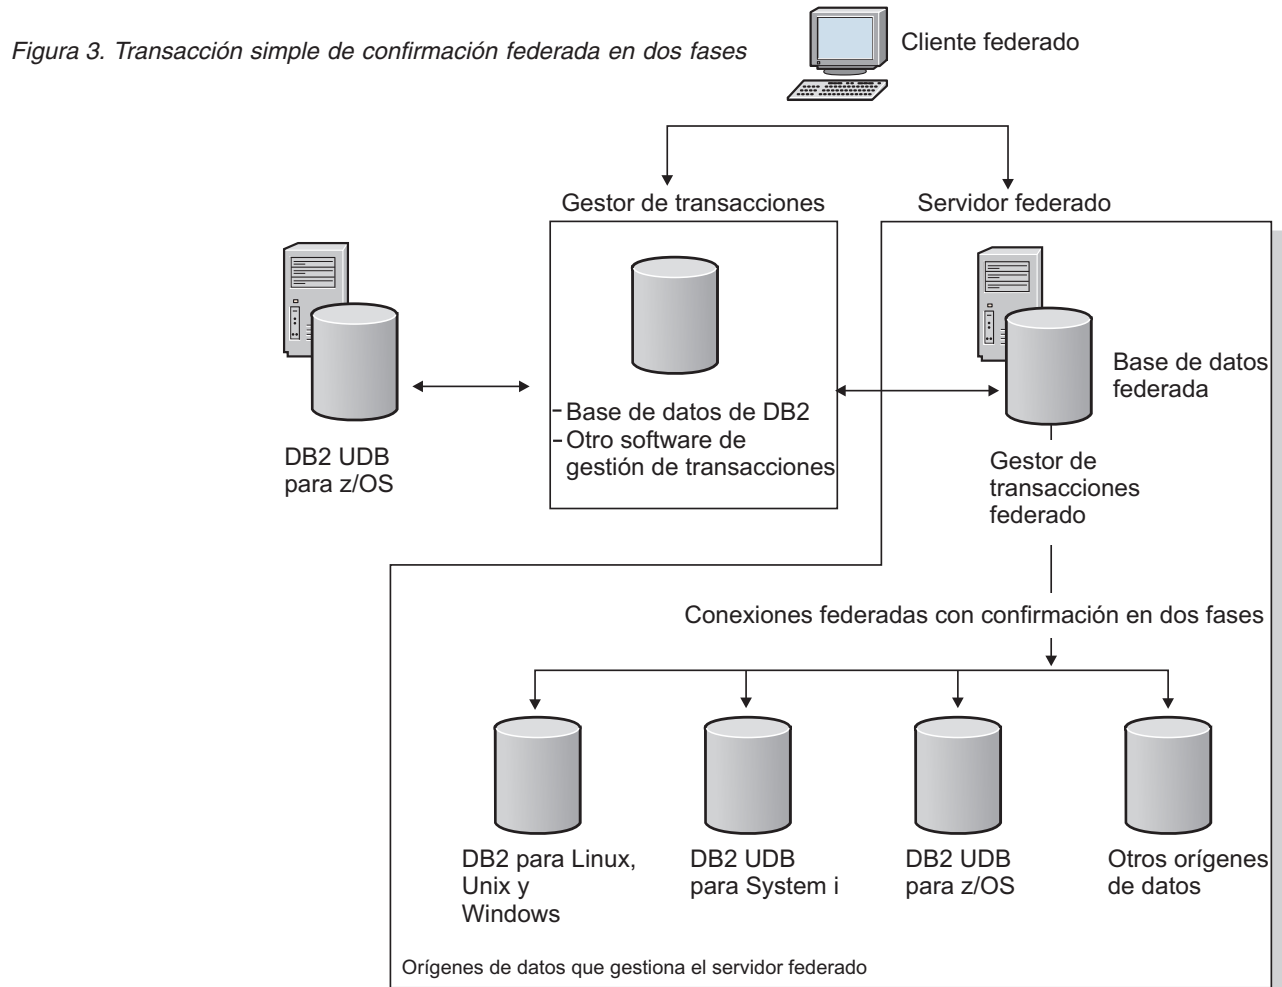 Figura 3. Transacción simple de confirmación federada en dos fases
Cliente federado
Gestor de transacciones
Servidor federado
DB2 UDB
para z/OS
-Base de datos de DB2
-Otro software de
gestión de transacciones
Base de datos
federada
Gestor de
transacciones
federado
Conexiones federadas con confirmación en dos fases
DB2 para Linux,
Unix y
Windows
DB2 UDB
para System i
DB2 UDB
para z/OS
Otros orígenes
de datos
Orígenes de datos que gestiona el servidor federado